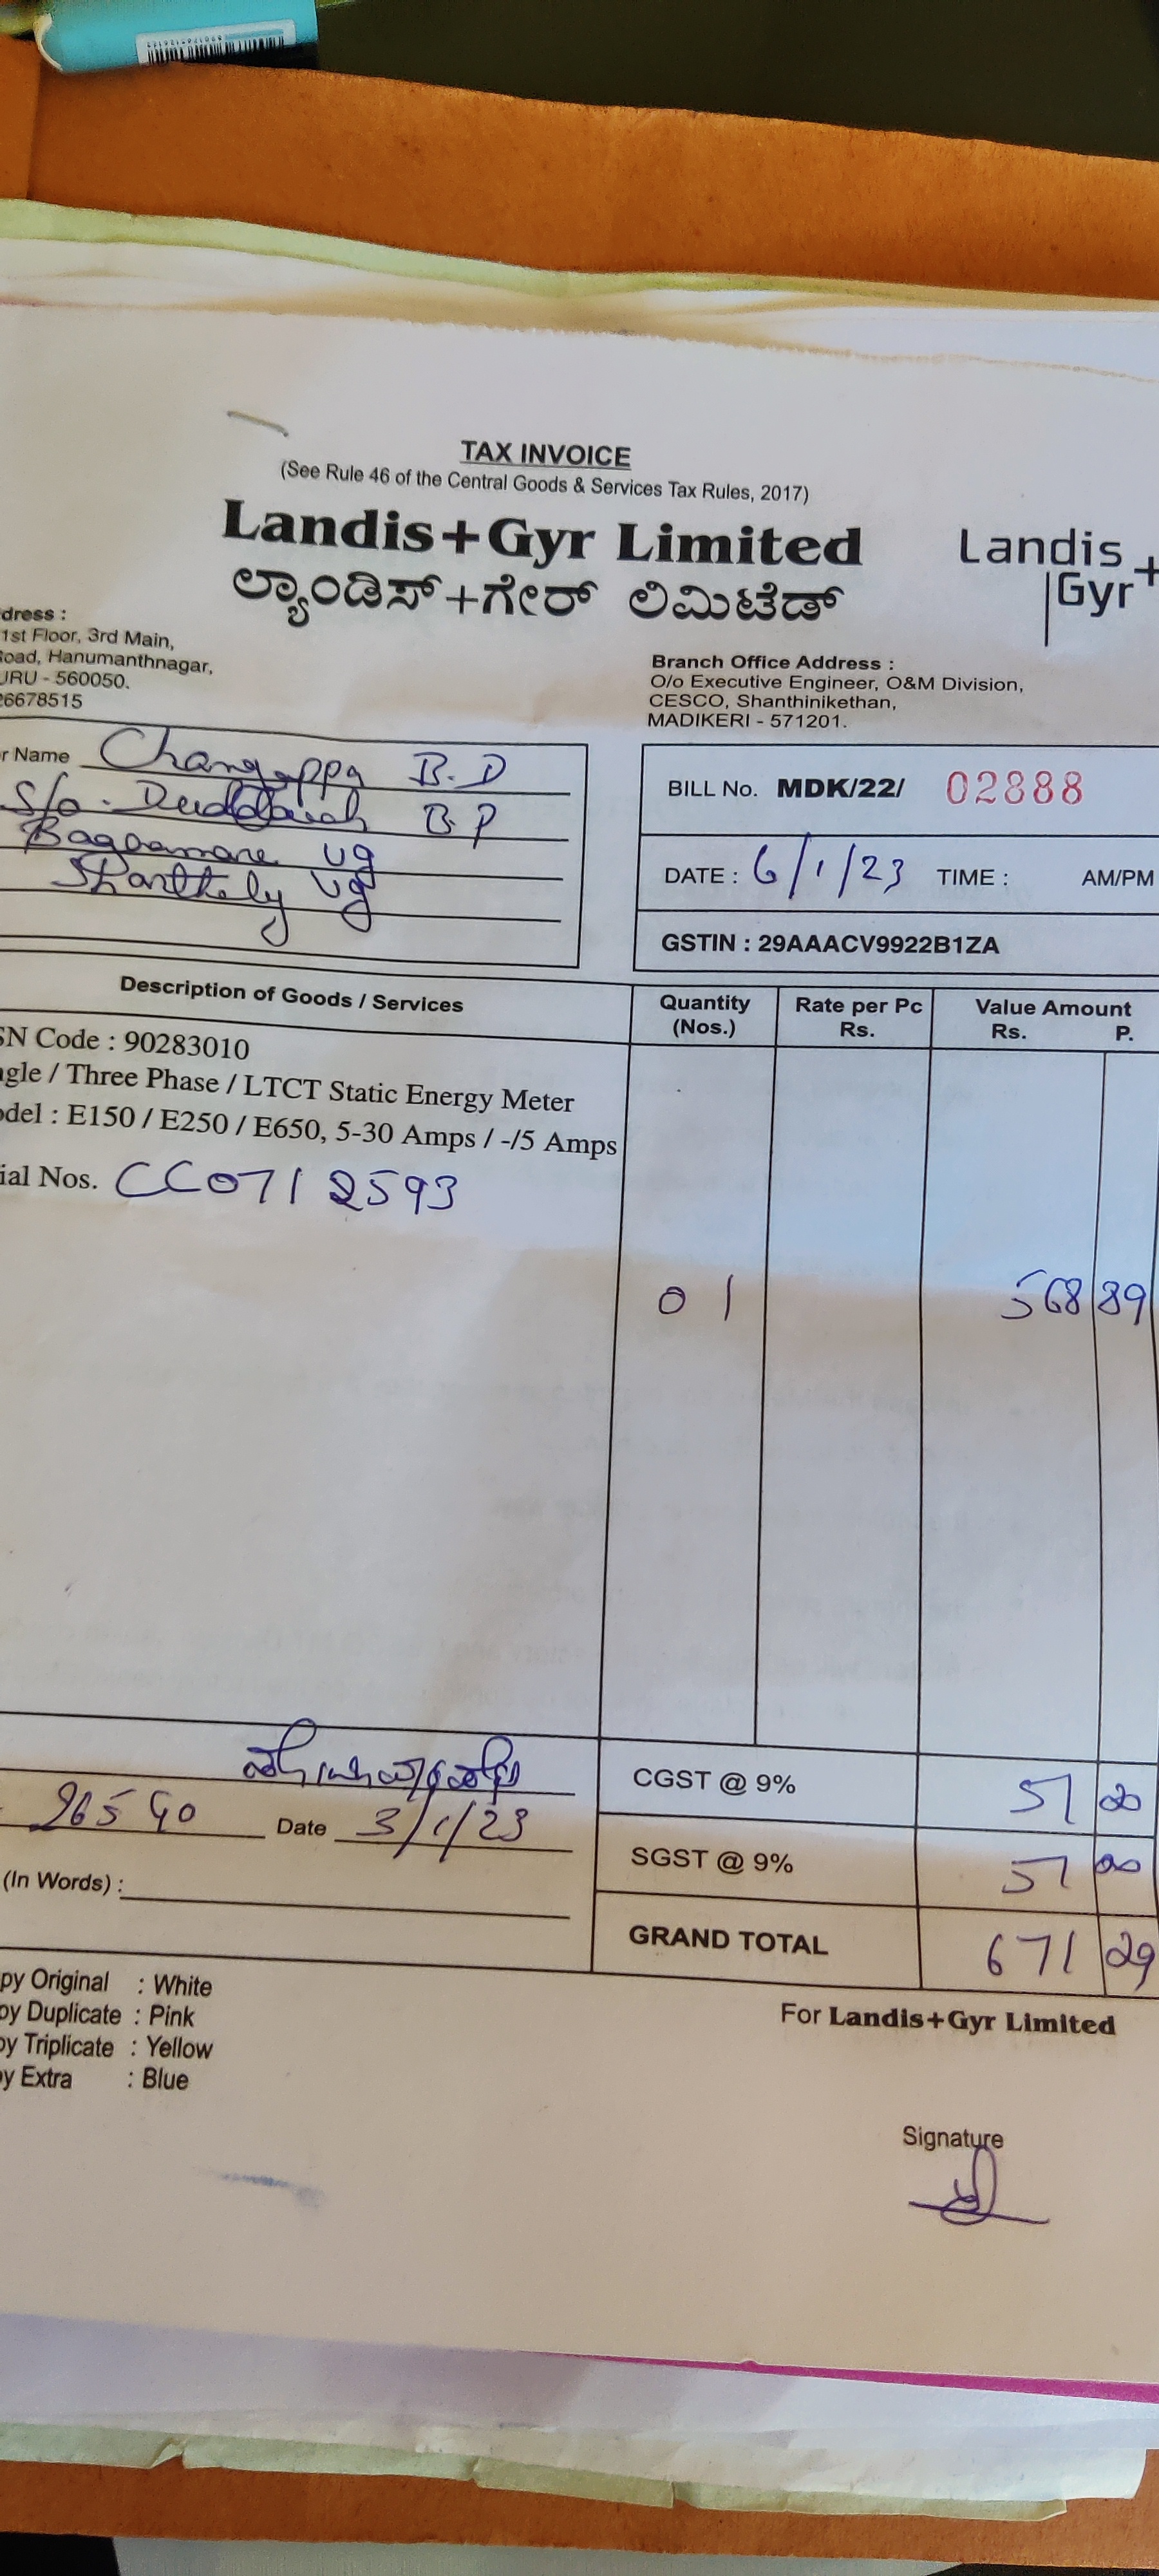 TAX INVOICE
(See Rule 46 of the Central Goods & Services Tax Rules, 2017)
Landis+Gyr Limited
ಲ್ಯಾಂಡಿಸ್+ಗೇರ್ ಲಿಮಿಟೆಡ್
Landis
Gyr+
dress :
1st Floor, 3rd Main,
oad, Hanumanthnagar,
URU - 560050.
26678515
Branch Office Address :
O/o Executive Engineer, O&M Division,
CESCO, Shanthinikethan,
MADIKERI - 571201.
r Name Changappa B.D
S/o. B.P
vg
vg
BILL No. MDK/22/ 02888
DATE : 6/1/23 TIME : AM/PM
GSTIN : 29AAACV9922B1ZA
Description of Goods / Services Quantity (Nos.) Rate per Pc Rs. Value Amount Rs. P.
SN Code : 90283010
ngle / Three Phase / LTCT Static Energy Meter
odel : E150 / E250 / E650, 5-30 Amps / -/5 Amps
ial Nos. CC0712593
01 568 89
CGST @ 9% 51 20
26540 Date 3/1/23
SGST @ 9% 51 20
(In Words) :
GRAND TOTAL 671 29
py Original : White
py Duplicate : Pink
py Triplicate : Yellow
y Extra : Blue
For Landis+Gyr Limited
Signature